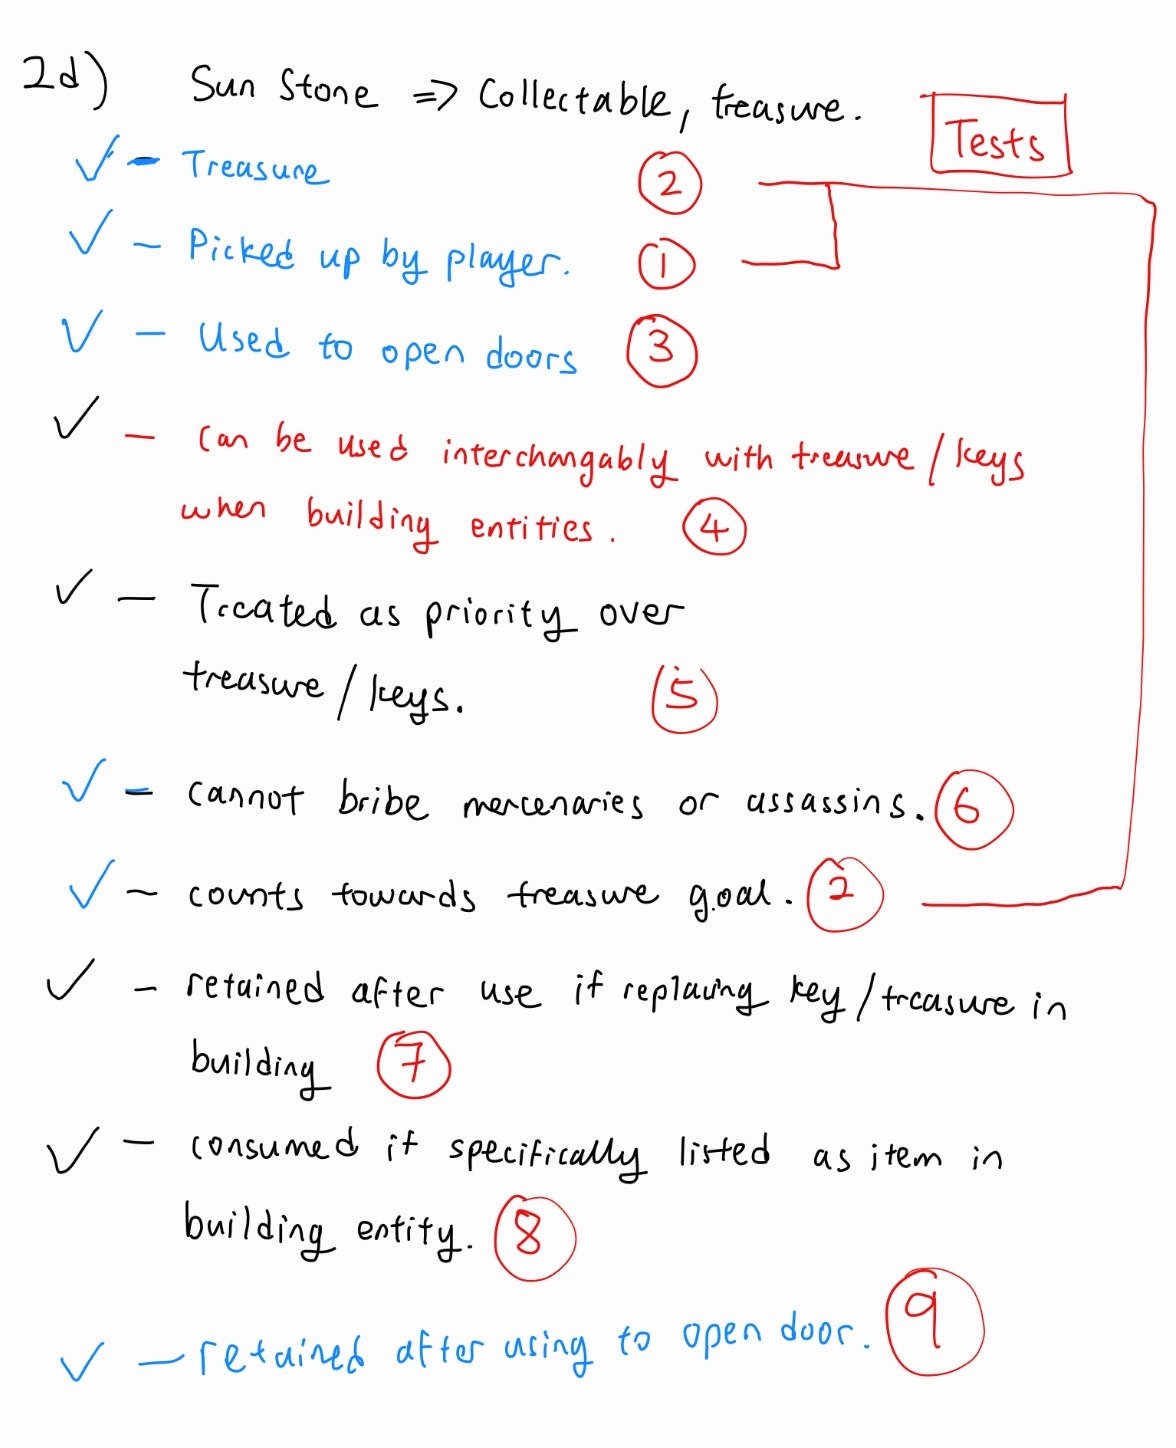 2d) Sun Stone => Collectable, treasure.
Tests
✓ - Treasure 2
✓ - Picked up by player. 1
✓ - Used to open doors 3
✓ - Can be used interchangably with treasure / keys
when building entities. 4
✓ - Treated as priority over
treasure / keys. 5
✓ - cannot bribe mercenaries or assassins. 6
✓ - counts towards treasure goal. 2
✓ - retained after use if replacing key / treasure in
building 7
✓ - consumed if specifically listed as item in
building entity. 8
✓ - retained after using to open door. 9